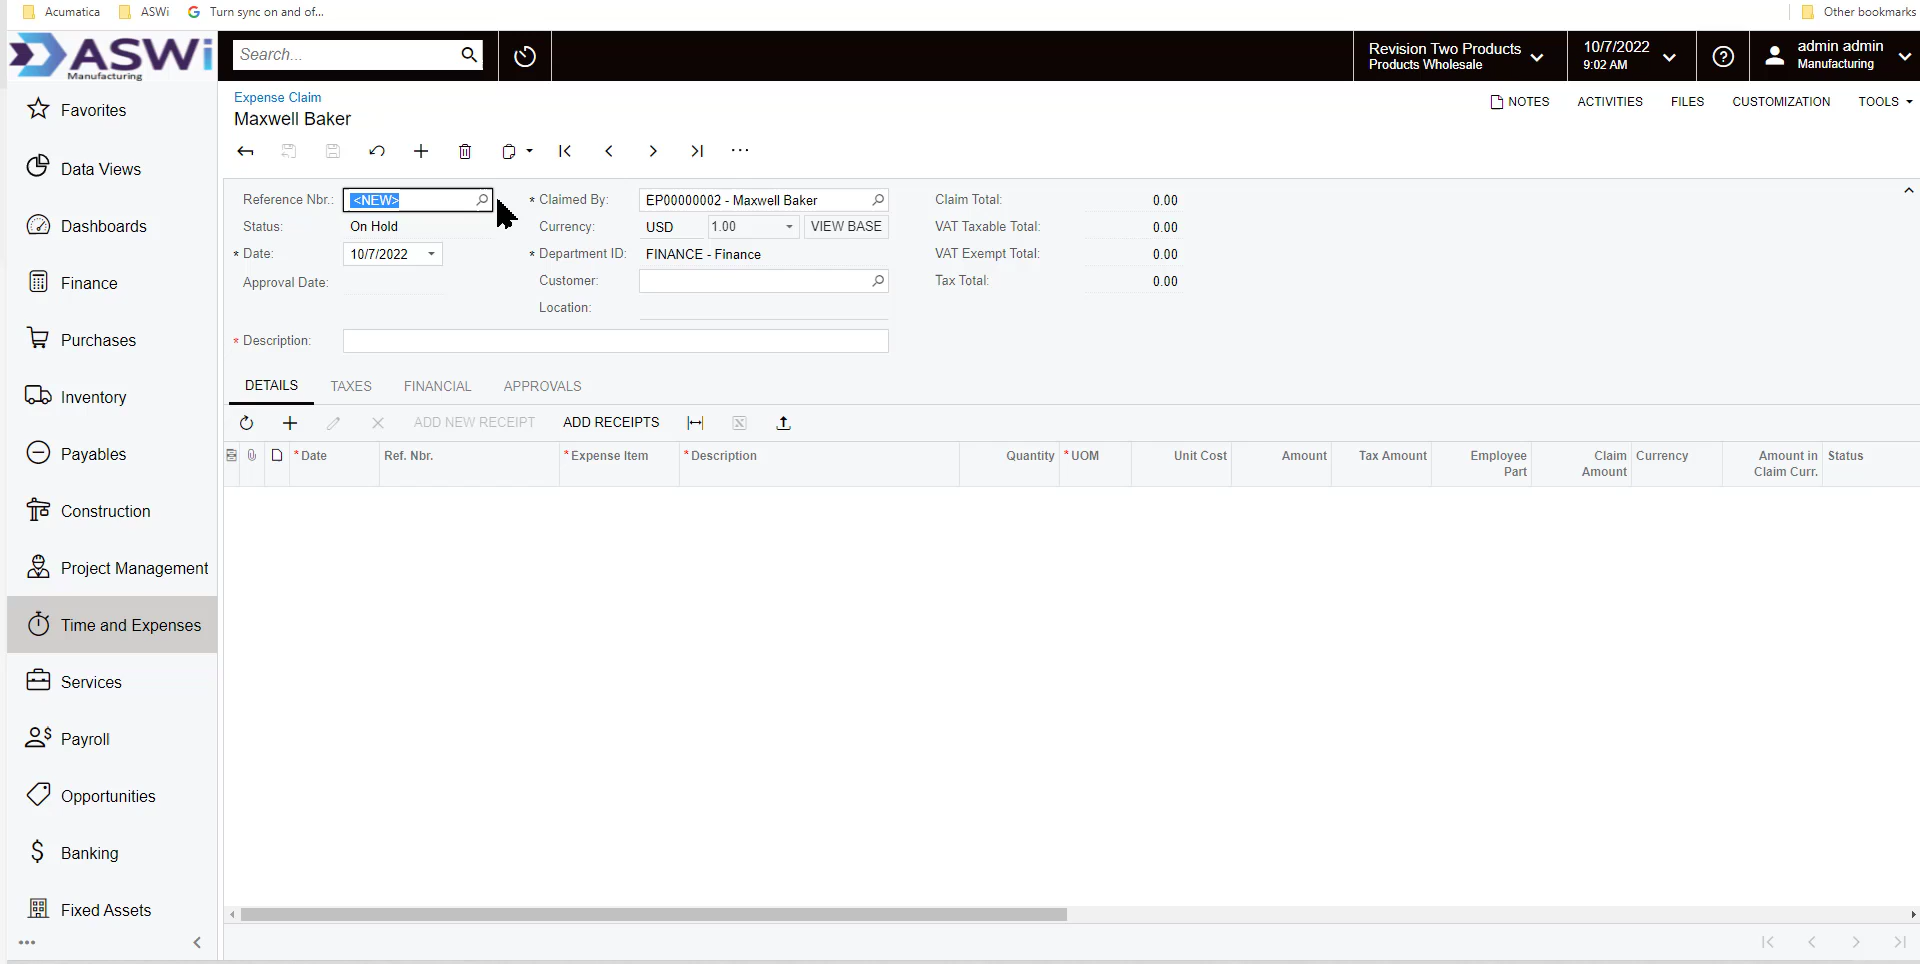 Acumatica ASWi Turn sync on and of... Other bookmarks
ASWi
Manufacturing
Search...
Revision Two Products
Products Wholesale
10/7/2022
9:02 AM
admin admin
Manufacturing
Favorites
Data Views
Dashboards
Finance
Purchases
Inventory
Payables
Construction
Project Management
Time and Expenses
Services
Payroll
Opportunities
Banking
Fixed Assets
Expense Claim
Maxwell Baker
NOTES ACTIVITIES FILES CUSTOMIZATION TOOLS
Reference Nbr.: <NEW>
Status: On Hold
* Date: 10/7/2022
Approval Date:
* Claimed By: EP00000002 - Maxwell Baker
Currency: USD 1.00 VIEW BASE
* Department ID: FINANCE - Finance
Customer:
Location:
* Description:
Claim Total: 0.00
VAT Taxable Total: 0.00
VAT Exempt Total: 0.00
Tax Total: 0.00
DETAILS TAXES FINANCIAL APPROVALS
ADD NEW RECEIPT ADD RECEIPTS
* Date Ref. Nbr. * Expense Item * Description Quantity * UOM Unit Cost Amount Tax Amount Employee Part Claim Amount Currency Amount in Claim Curr. Status